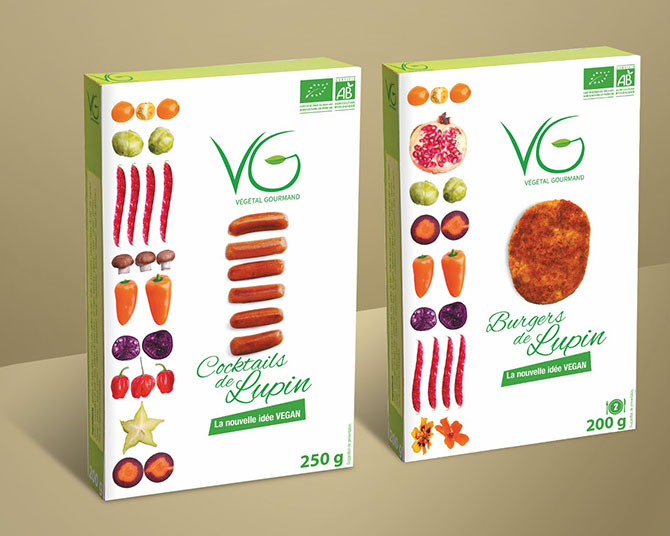 AB
VG
VÉGÉTAL GOURMAND
Cocktails
de
Lupin
La nouvelle idée VEGAN
250 g
200 g
AB
VG
VÉGÉTAL GOURMAND
Burgers
de
Lupin
La nouvelle idée VEGAN
2
200 g